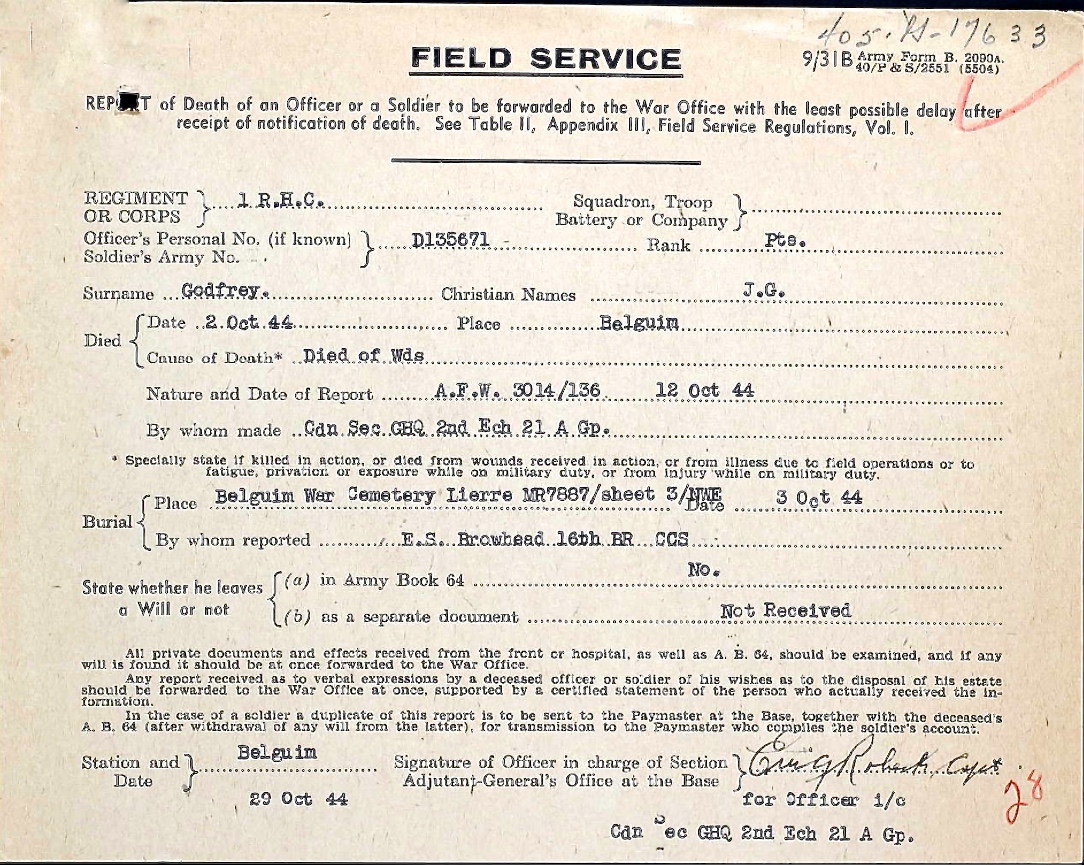 405-H-17633
FIELD SERVICE
9/31B Army Form B. 2090A.
40/P & S/2551 (5504)
REPORT of Death of an Officer or a Soldier to be forwarded to the War Office with the least possible delay after
receipt of notification of death. See Table II, Appendix III, Field Service Regulations, Vol. I.
REGIMENT OR CORPS 1 R.H.C. Squadron, Troop Battery or Company
Officer's Personal No. (if known) D135671 - Rank Pte.
Soldier's Army No.
Surname Godfrey. Christian Names J.G.
Died Date 2.Oct 44 Place Belguim
Cause of Death* Died of Wds
Nature and Date of Report A.F.W. 3014/136 12 Oct 44
By whom made Cdn Sec GHQ 2nd Ech 21 A Gp.
* Specially state if killed in action, or died from wounds received in action, or from illness due to field operations or to
fatigue, privation or exposure while on military duty, or from injury while on military duty.
Burial Place Belguim War Cemetery Lierre MR7887/sheet 3/NWE Date 3 Oct 44
By whom reported E.S. Browhead 16th BR CCS
State whether he leaves a Will or not (a) in Army Book 64 No.
(b) as a separate document Not Received
All private documents and effects received from the front or hospital, as well as A. B. 64, should be examined, and if any
will is found it should be at once forwarded to the War Office.
Any report received as to verbal expressions by a deceased officer or soldier of his wishes as to the disposal of his estate
should be forwarded to the War Office at once, supported by a certified statement of the person who actually received the in-
formation.
In the case of a soldier a duplicate of this report is to be sent to the Paymaster at the Base, together with the deceased's
A. B. 64 (after withdrawal of any will from the latter), for transmission to the Paymaster who compiles the soldier's account.
Station and Date Belguim Signature of Officer in charge of Section
Adjutant-General's Office at the Base Capt
29 Oct 44 for Officer i/c
28
Cdn Sec GHQ 2nd Ech 21 A Gp.